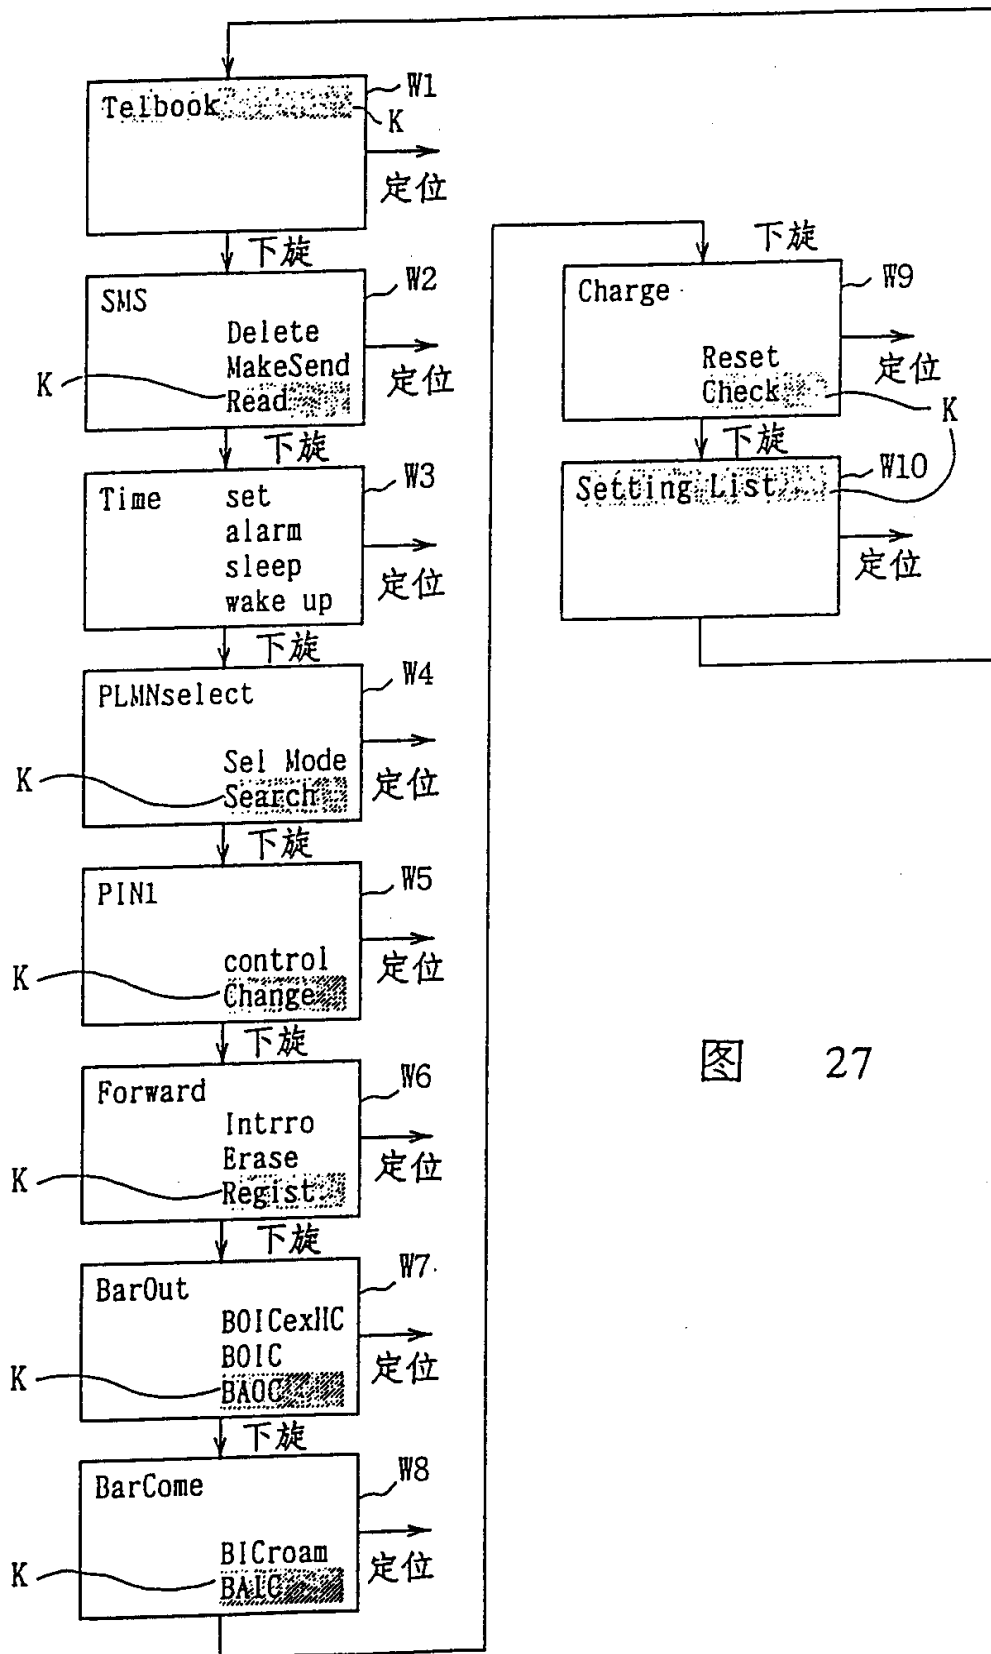 Telbook
W1
K
定位
下旋
SMS
W2
Delete
MakeSend
K
Read
定位
下旋
Time
set
W3
alarm
sleep
wake up
定位
下旋
PLMNselect
W4
Sel Mode
K
Search
定位
下旋
PIN1
W5
control
K
Change
定位
下旋
Forward
W6
Intrro
Erase
K
Regist.
定位
下旋
BarOut
W7
BOICexHC
BOIC
K
BAOC
定位
下旋
BarCome
W8
BICroam
K
BAIC
定位
下旋
Charge
W9
Reset
Check
定位
K
下旋
Setting List
W10
定位
图 27